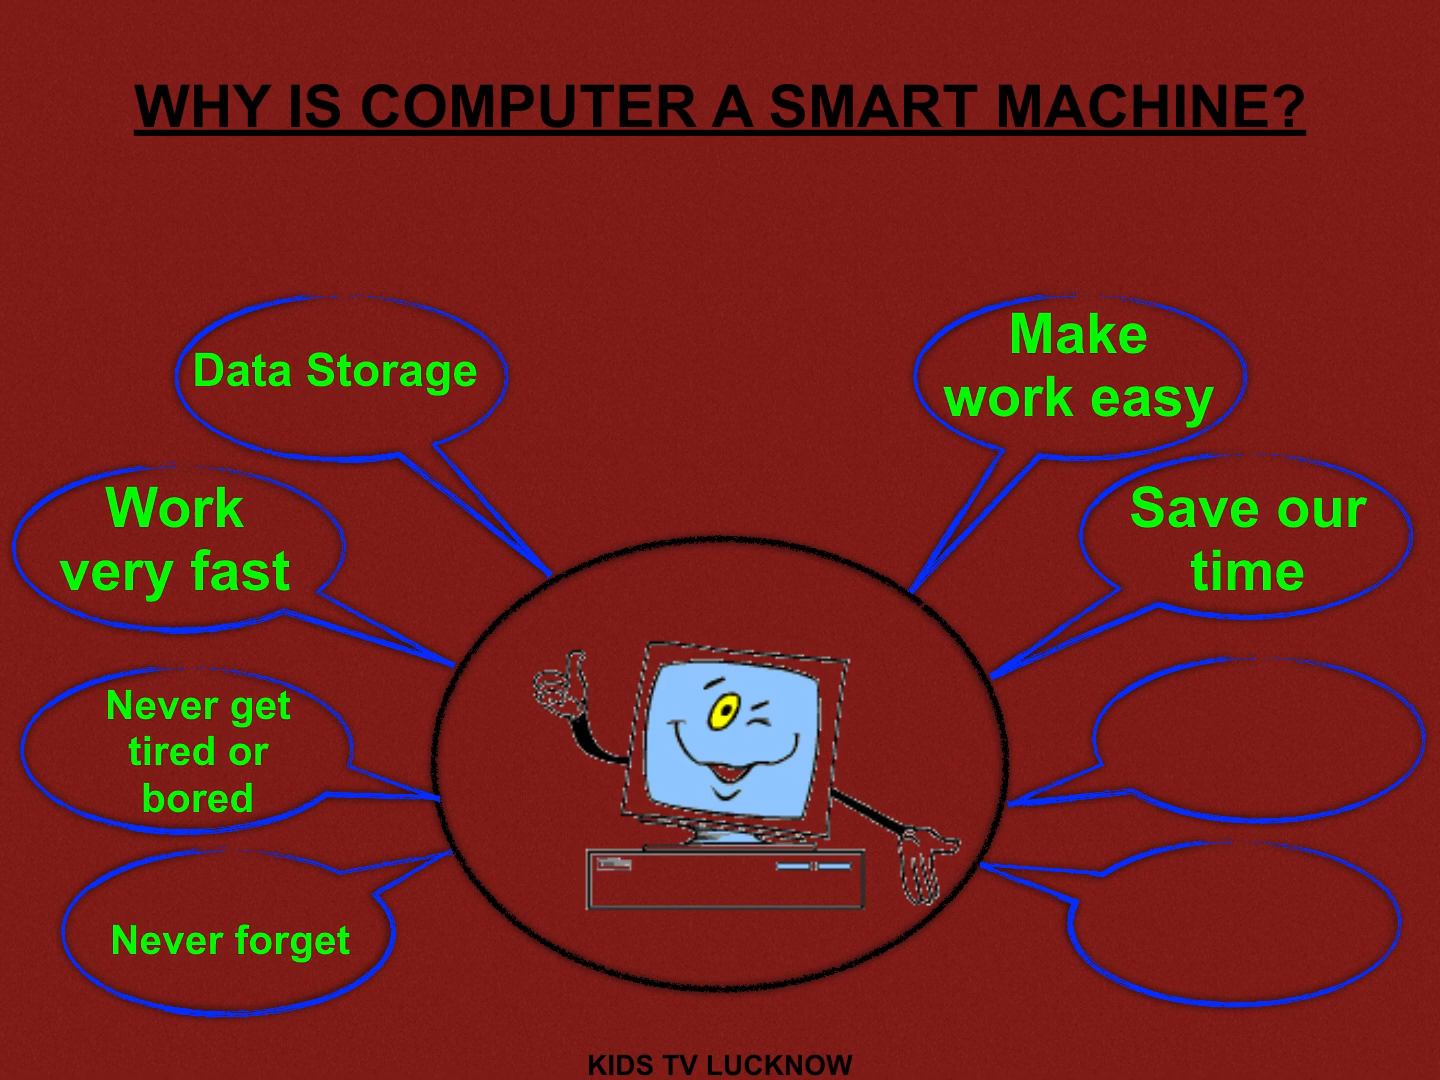 WHY IS COMPUTER A SMART MACHINE?
Data Storage
Make
work easy
Work
very fast
Save our
time
Never get
tired or
bored
Never forget
KIDS TV LUCKNOW